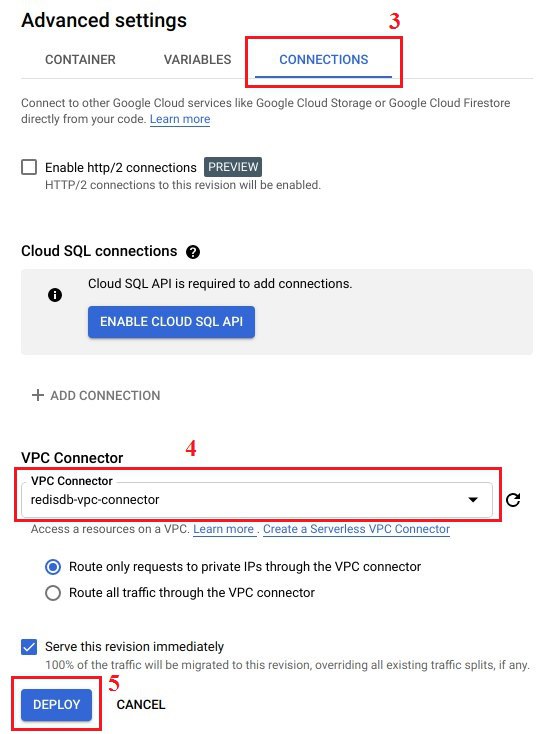 Advanced settings
3
CONTAINER VARIABLES CONNECTIONS
Connect to other Google Cloud services like Google Cloud Storage or Google Cloud Firestore
directly from your code. Learn more
Enable http/2 connections PREVIEW
HTTP/2 connections to this revision will be enabled.
Cloud SQL connections ?
i Cloud SQL API is required to add connections.
ENABLE CLOUD SQL API
+ ADD CONNECTION
4
VPC Connector
VPC Connector
redisdb-vpc-connector
Access a resources on a VPC. Learn more . Create a Serverless VPC Connector
Route only requests to private IPs through the VPC connector
Route all traffic through the VPC connector
Serve this revision immediately
100% of the traffic will be migrated to this revision, overriding all existing traffic splits, if any.
5
DEPLOY CANCEL